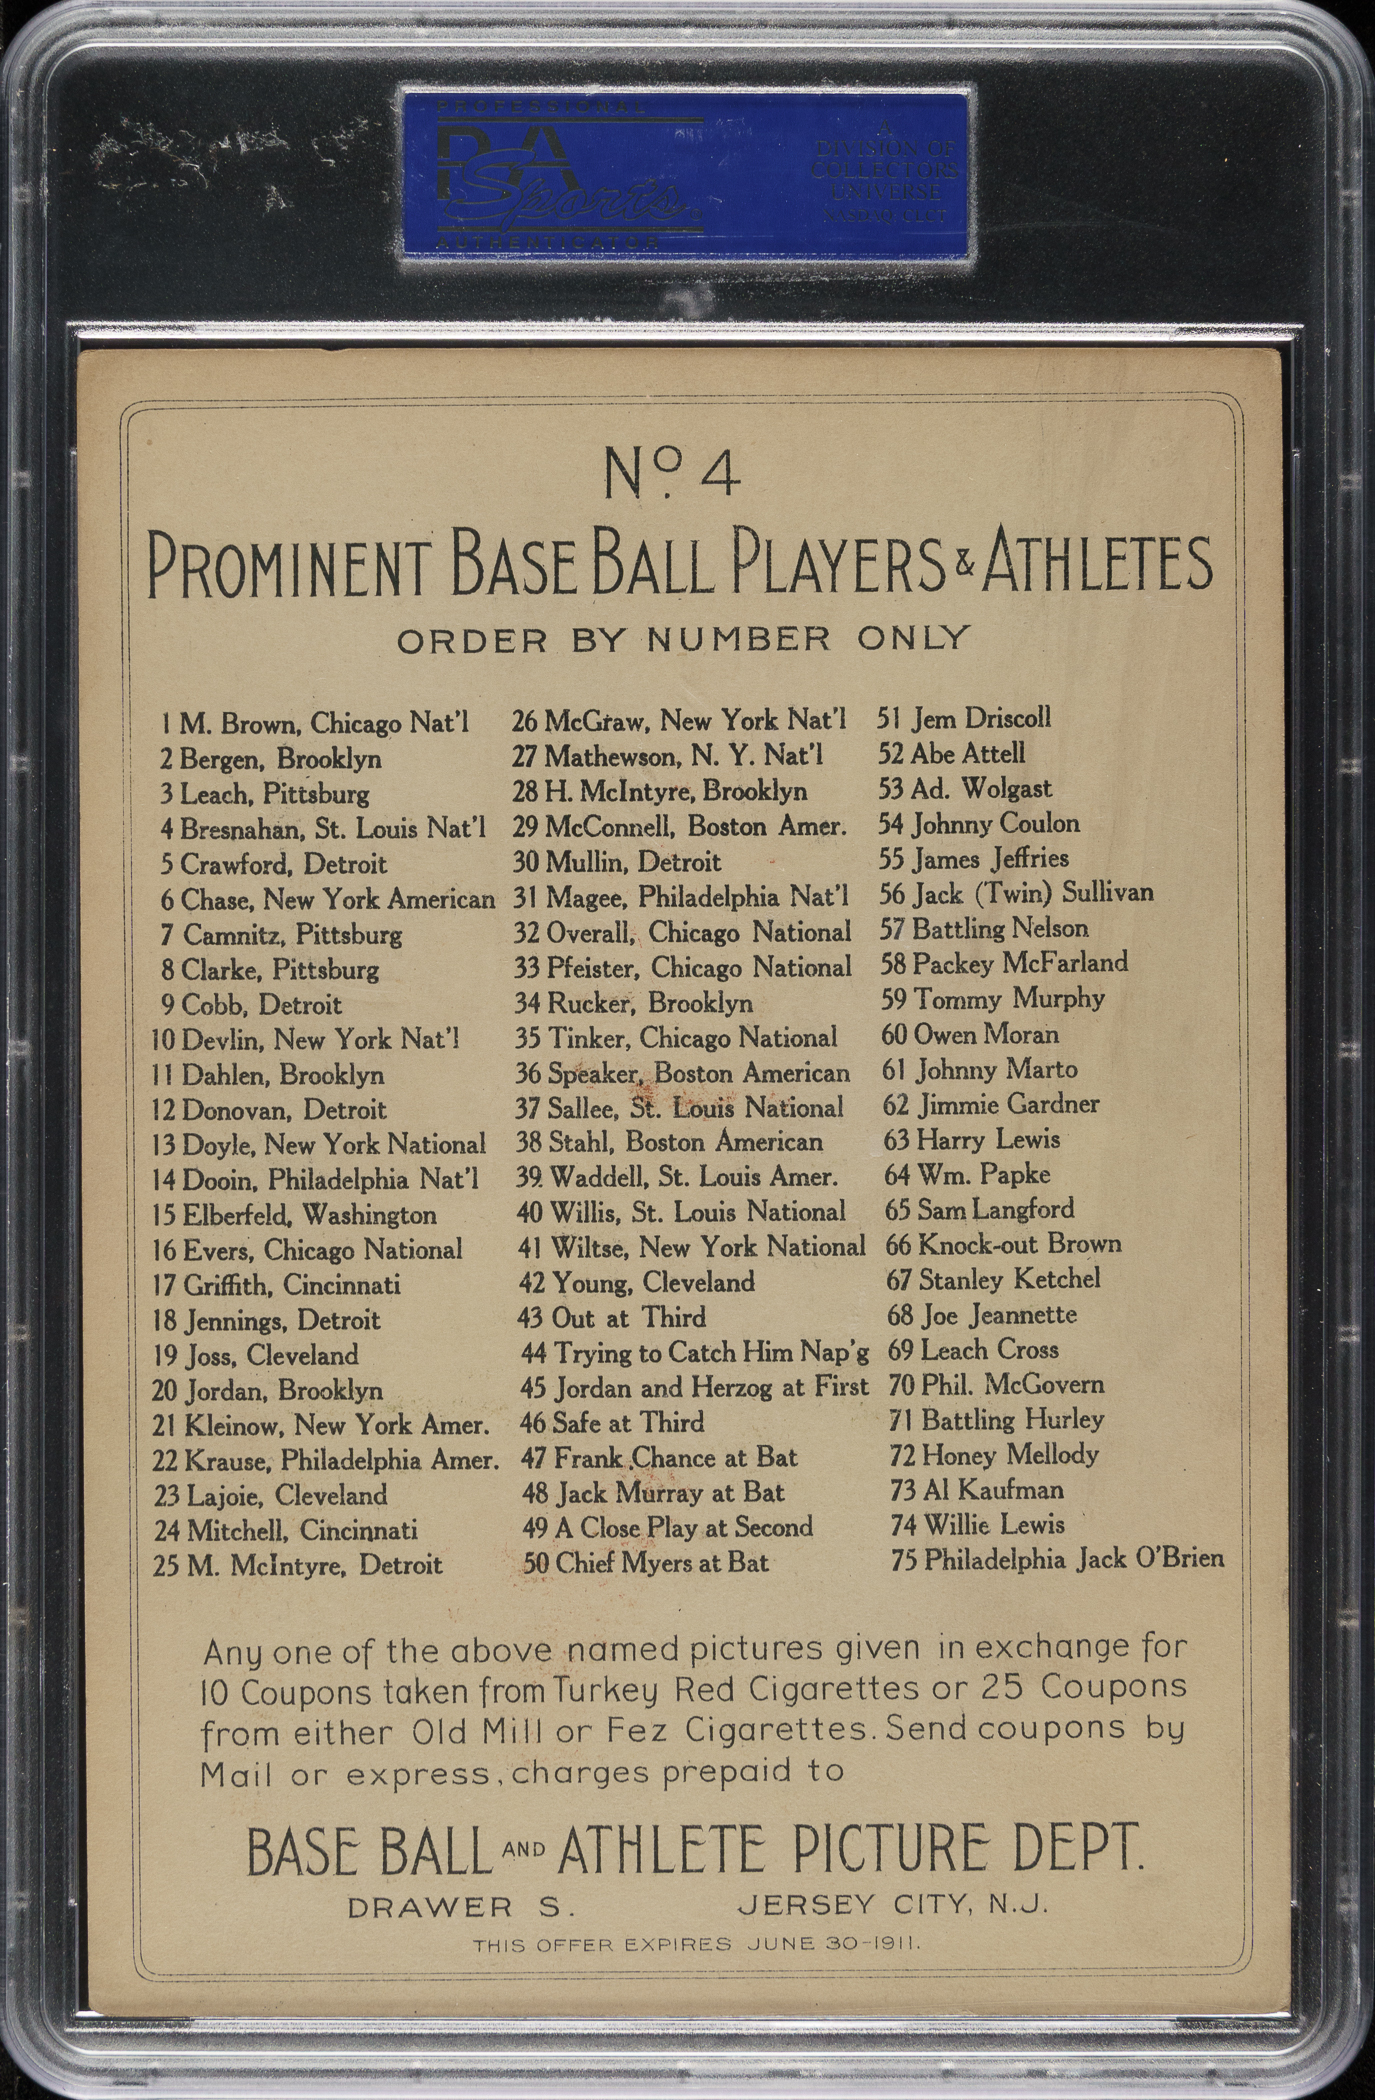 PROFESSIONAL
PSA
Sports®
AUTHENTICATOR
A
DIVISION OF
COLLECTORS
UNIVERSE
NASDAQ: CLCT
No. 4
PROMINENT BASE BALL PLAYERS & ATHLETES
ORDER BY NUMBER ONLY
1 M. Brown, Chicago Nat'l
2 Bergen, Brooklyn
3 Leach, Pittsburg
4 Bresnahan, St. Louis Nat'l
5 Crawford, Detroit
6 Chase, New York American
7 Camnitz, Pittsburg
8 Clarke, Pittsburg
9 Cobb, Detroit
10 Devlin, New York Nat'l
11 Dahlen, Brooklyn
12 Donovan, Detroit
13 Doyle, New York National
14 Dooin, Philadelphia Nat'l
15 Elberfeld, Washington
16 Evers, Chicago National
17 Griffith, Cincinnati
18 Jennings, Detroit
19 Joss, Cleveland
20 Jordan, Brooklyn
21 Kleinow, New York Amer.
22 Krause, Philadelphia Amer.
23 Lajoie, Cleveland
24 Mitchell, Cincinnati
25 M. McIntyre, Detroit
26 McGraw, New York Nat'l
27 Mathewson, N. Y. Nat'l
28 H. McIntyre, Brooklyn
29 McConnell, Boston Amer.
30 Mullin, Detroit
31 Magee, Philadelphia Nat'l
32 Overall, Chicago National
33 Pfeister, Chicago National
34 Rucker, Brooklyn
35 Tinker, Chicago National
36 Speaker, Boston American
37 Sallee, St. Louis National
38 Stahl, Boston American
39 Waddell, St. Louis Amer.
40 Willis, St. Louis National
41 Wiltse, New York National
42 Young, Cleveland
43 Out at Third
44 Trying to Catch Him Nap'g
45 Jordan and Herzog at First
46 Safe at Third
47 Frank Chance at Bat
48 Jack Murray at Bat
49 A Close Play at Second
50 Chief Myers at Bat
51 Jem Driscoll
52 Abe Attell
53 Ad. Wolgast
54 Johnny Coulon
55 James Jeffries
56 Jack (Twin) Sullivan
57 Battling Nelson
58 Packey McFarland
59 Tommy Murphy
60 Owen Moran
61 Johnny Marto
62 Jimmie Gardner
63 Harry Lewis
64 Wm. Papke
65 Sam Langford
66 Knock-out Brown
67 Stanley Ketchel
68 Joe Jeannette
69 Leach Cross
70 Phil. McGovern
71 Battling Hurley
72 Honey Mellody
73 Al Kaufman
74 Willie Lewis
75 Philadelphia Jack O'Brien
Any one of the above named pictures given in exchange for
10 Coupons taken from Turkey Red Cigarettes or 25 Coupons
from either Old Mill or Fez Cigarettes. Send coupons by
Mail or express, charges prepaid to
BASE BALL AND ATHLETE PICTURE DEPT.
DRAWER S. JERSEY CITY, N.J.
THIS OFFER EXPIRES JUNE 30-1911.